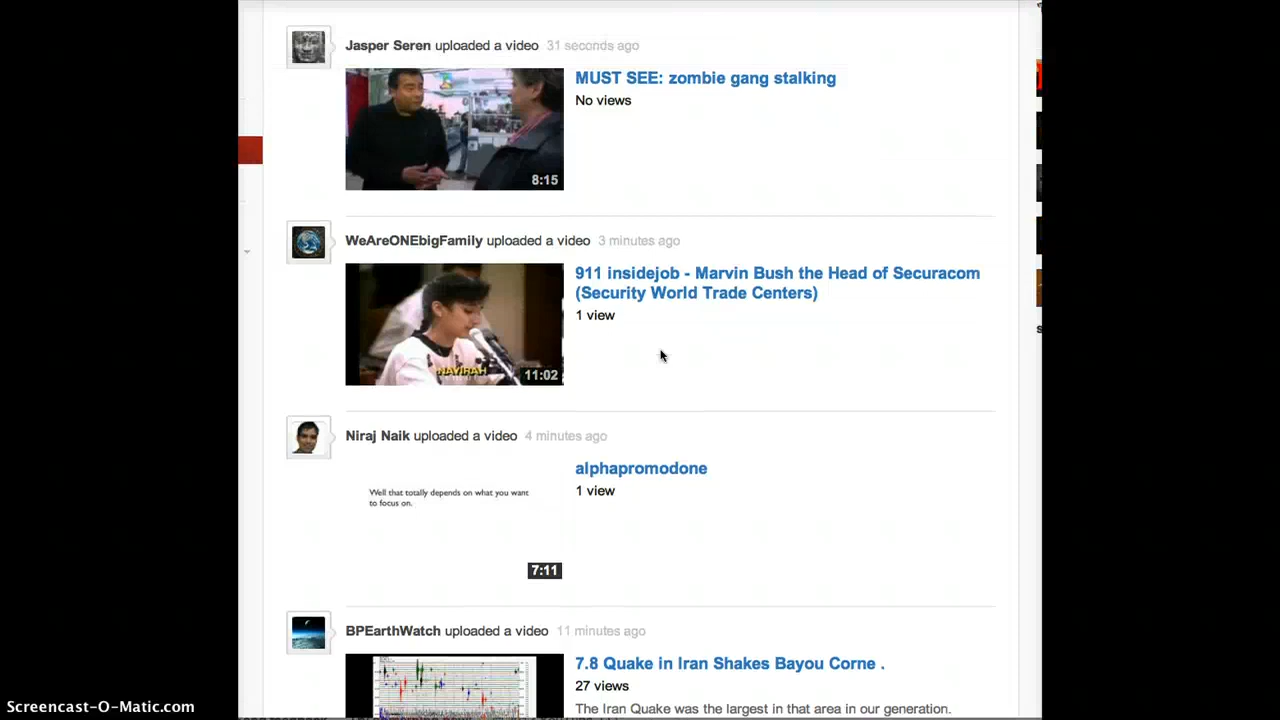 Jasper Seren uploaded a video 31 seconds ago
MUST SEE: zombie gang stalking
No views
8:15
WeAreONEbigFamily uploaded a video 3 minutes ago
911 insidejob - Marvin Bush the Head of Securacom
(Security World Trade Centers)
1 view
NAYIRAH
11:02
Niraj Naik uploaded a video 4 minutes ago
alphapromodone
1 view
Well that totally depends on what you want
to focus on.
7:11
BPEarthWatch uploaded a video 11 minutes ago
7.8 Quake in Iran Shakes Bayou Corne .
27 views
The Iran Quake was the largest in that area in our generation.
Screencast-O-Matic.com